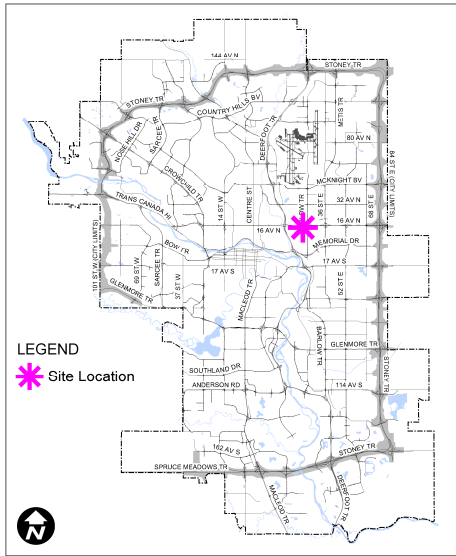 144 AV N
STONEY TR
STONEY TR
COUNTRY HILLS BV
DEERFOOT TR
METIS TR
NOSE HILL DR
SARCEE TR
80 AV N
CROWCHILD TR
MCKNIGHT BV
84 ST E (CITY LIMITS)
TRANS CANADA HI
14 ST W
CENTRE ST
36 ST E
32 AV N
68 ST E
16 AV N
16 AV N
MEMORIAL DR
BOW TR
101 ST W (CITY LIMITS)
69 ST W
SARCEE TR
37 ST W
17 AV S
17 AV S
52 ST E
GLENMORE TR
MACLEOD TR
BARLOW TR
GLENMORE TR
LEGEND
Site Location
SOUTHLAND DR
ANDERSON RD
114 AV S
STONEY TR
162 AV S
STONEY TR
SPRUCE MEADOWS TR
MACLEOD TR
DEERFOOT TR
N